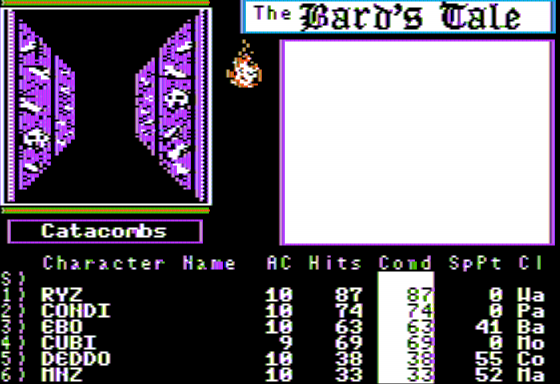 The Bard's Tale
Catacombs
Character Name AC Hits Cond SpPt Cl
S)
1) RYZ 10 87 87 0 Wa
2) CONDI 10 74 74 0 Pa
3) EBO 10 63 63 41 Ba
4) CUBI 9 69 69 0 Mo
5) DEDDO 10 38 38 55 Co
6) MNZ 10 33 33 52 Ma